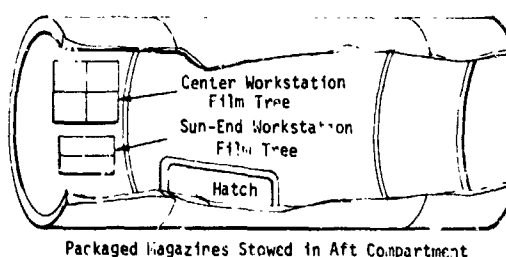 Center Workstation
Film Tree
Sun-End Workstation
Film Tree
Hatch
Packaged Magazines Stowed in Aft Compartment